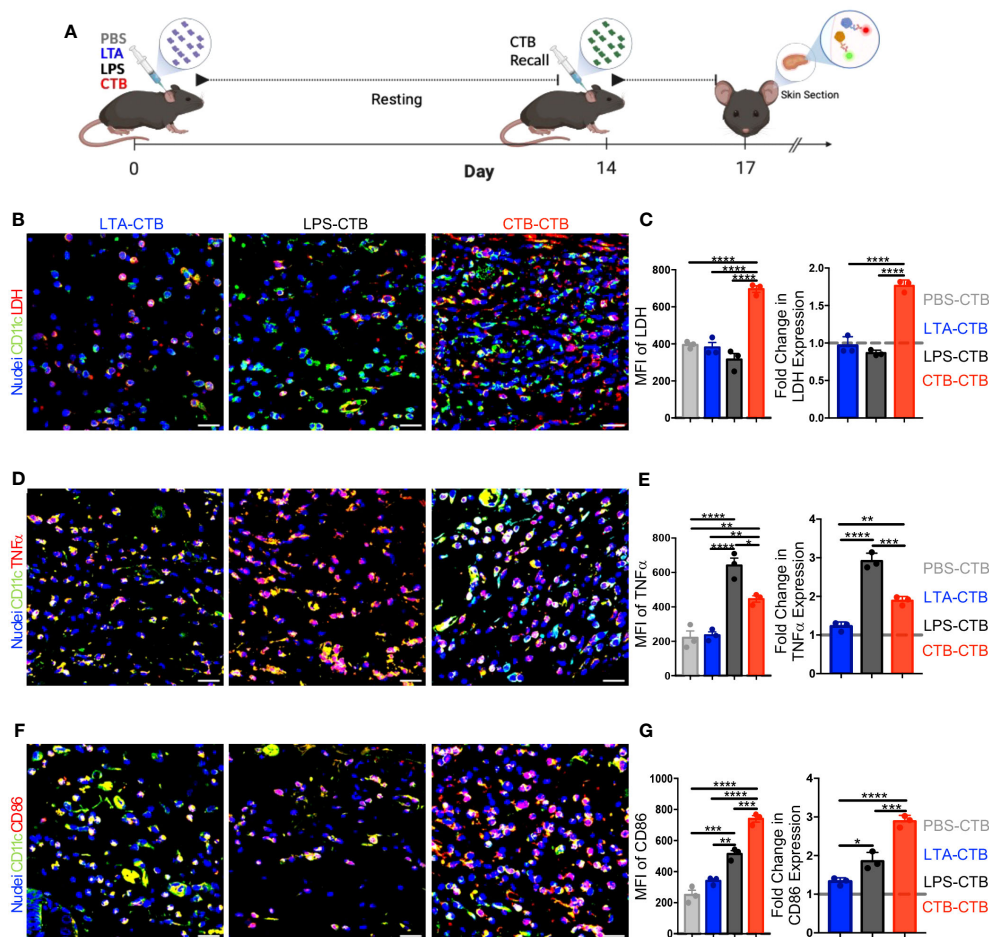 A
PBS
LTA
LPS
CTB
CTB
Recall
Resting
Skin Section
0
Day
14
17
B
LTA-CTB
LPS-CTB
CTB-CTB
Nuclei CD11c LDH
C
MFI of LDH
800
600
400
200
0
****
****
****
Fold Change in
LDH Expression
2.0
1.5
1.0
0.5
0.0
****
****
PBS-CTB
LTA-CTB
LPS-CTB
CTB-CTB
D
Nuclei CD11c TNFα
E
MFI of TNFα
800
600
400
200
0
****
**
**
****
*
Fold Change in
TNFα Expression
4
3
2
1
0
**
****
***
PBS-CTB
LTA-CTB
LPS-CTB
CTB-CTB
F
Nuclei CD11c CD86
G
MFI of CD86
1000
800
600
400
200
0
****
****
***
***
**
Fold Change in
CD86 Expression
4
3
2
1
0
****
***
*
PBS-CTB
LTA-CTB
LPS-CTB
CTB-CTB